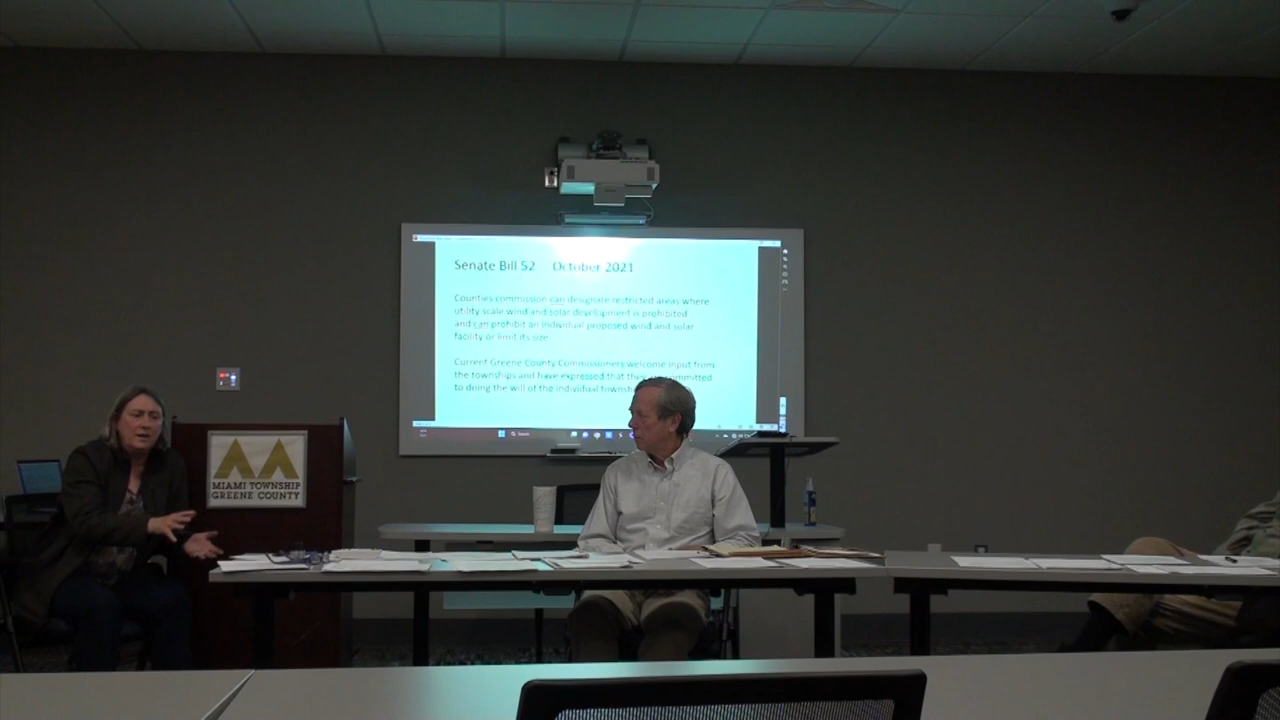 Senate Bill 52 October 2021
Counties commission can designate restricted areas where
utility scale wind and solar development is prohibited
and can prohibit an individual proposed wind and solar
facility or limit its size.
Current Greene County Commissioners welcome input from
the townships and have expressed that they are committed
to doing the will of the individual
Search
MIAMI TOWNSHIP
GREENE COUNTY